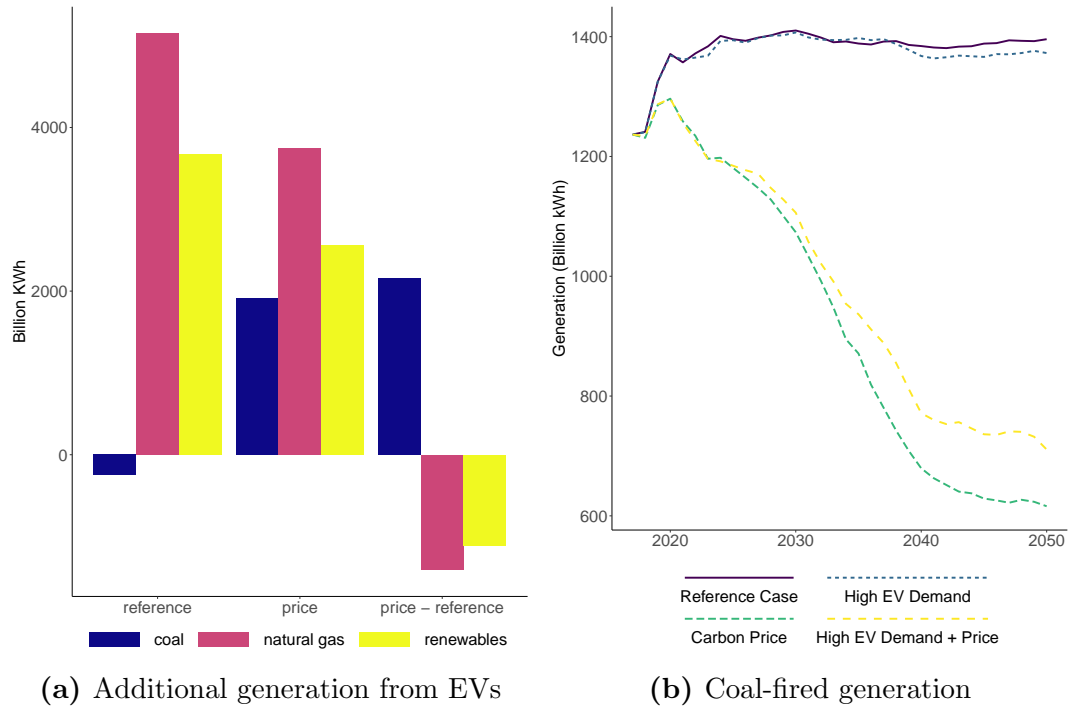 Billion KWh
4000
2000
0
reference price price − reference
coal natural gas renewables
(a) Additional generation from EVs
Generation (Billion kWh)
1400
1200
1000
800
600
2020 2030 2040 2050
Reference Case High EV Demand
Carbon Price High EV Demand + Price
(b) Coal-fired generation